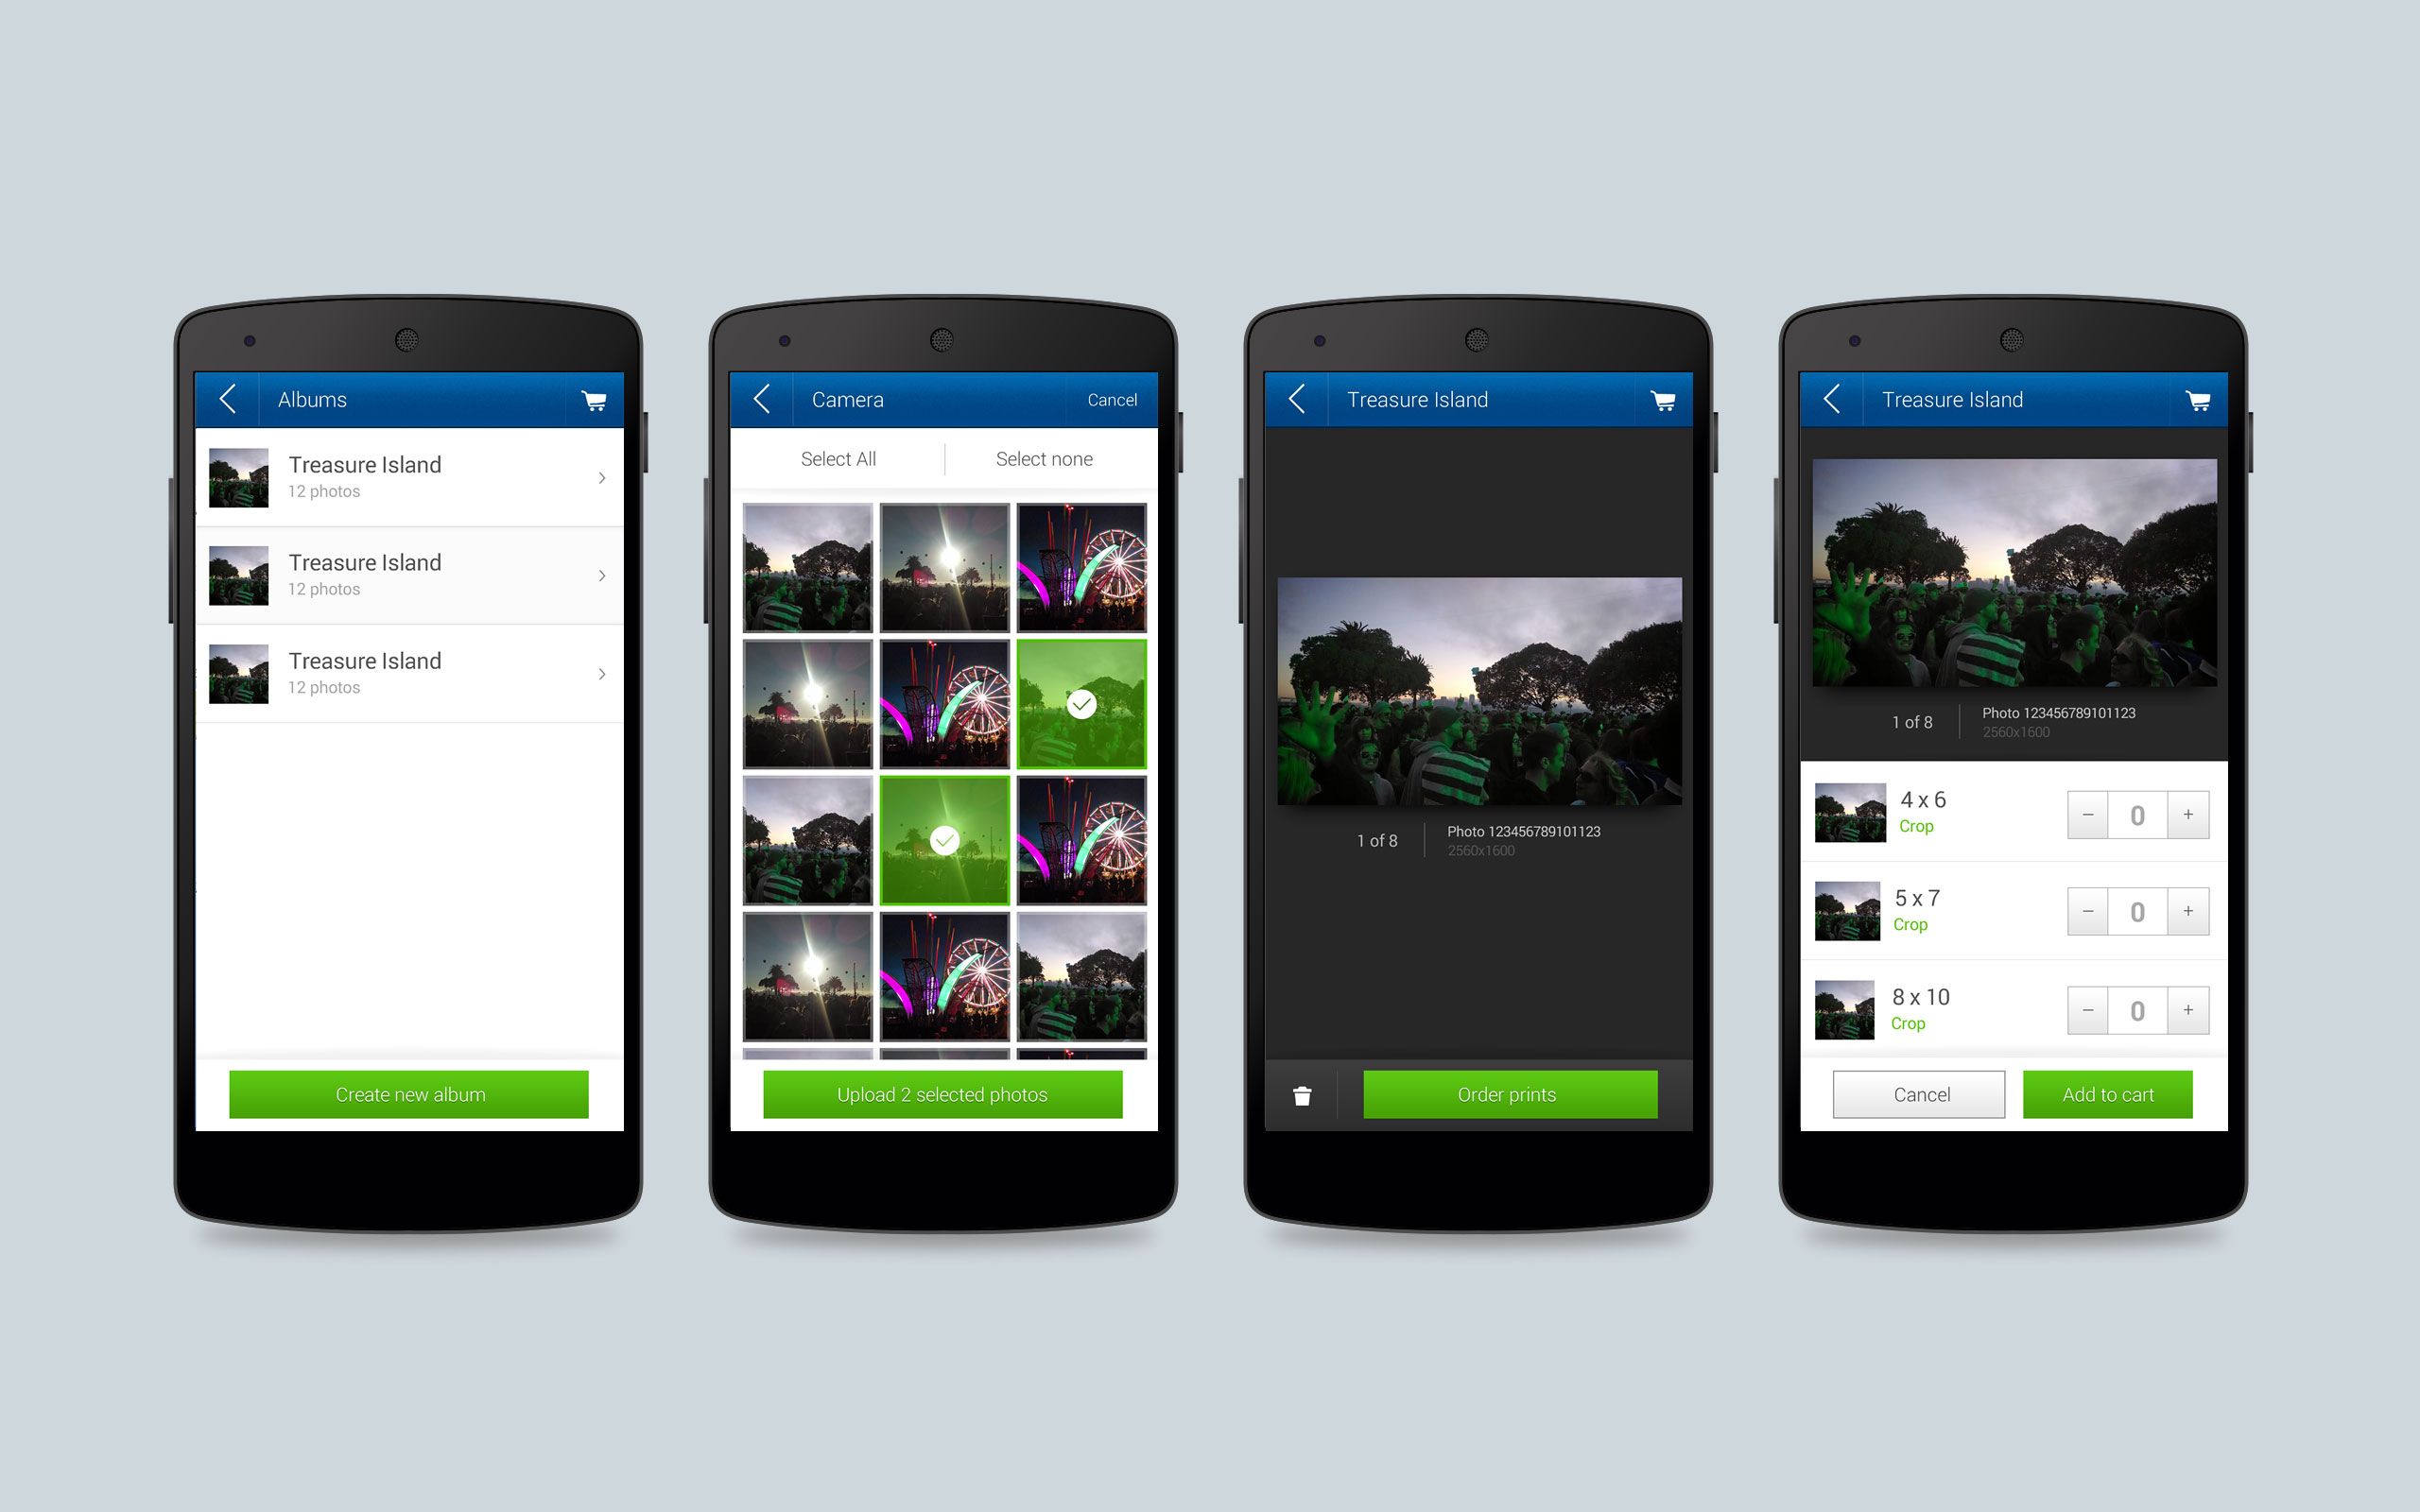 Albums
Treasure Island
12 photos
Treasure Island
12 photos
Treasure Island
12 photos
Create new album
Camera
Cancel
Select All
Select none
Upload 2 selected photos
Treasure Island
1 of 8
Photo 123456789101123
2560x1600
Order prints
Treasure Island
1 of 8
Photo 123456789101123
2560x1600
4 x 6
Crop
− 0 +
5 x 7
Crop
− 0 +
8 x 10
Crop
− 0 +
Cancel
Add to cart